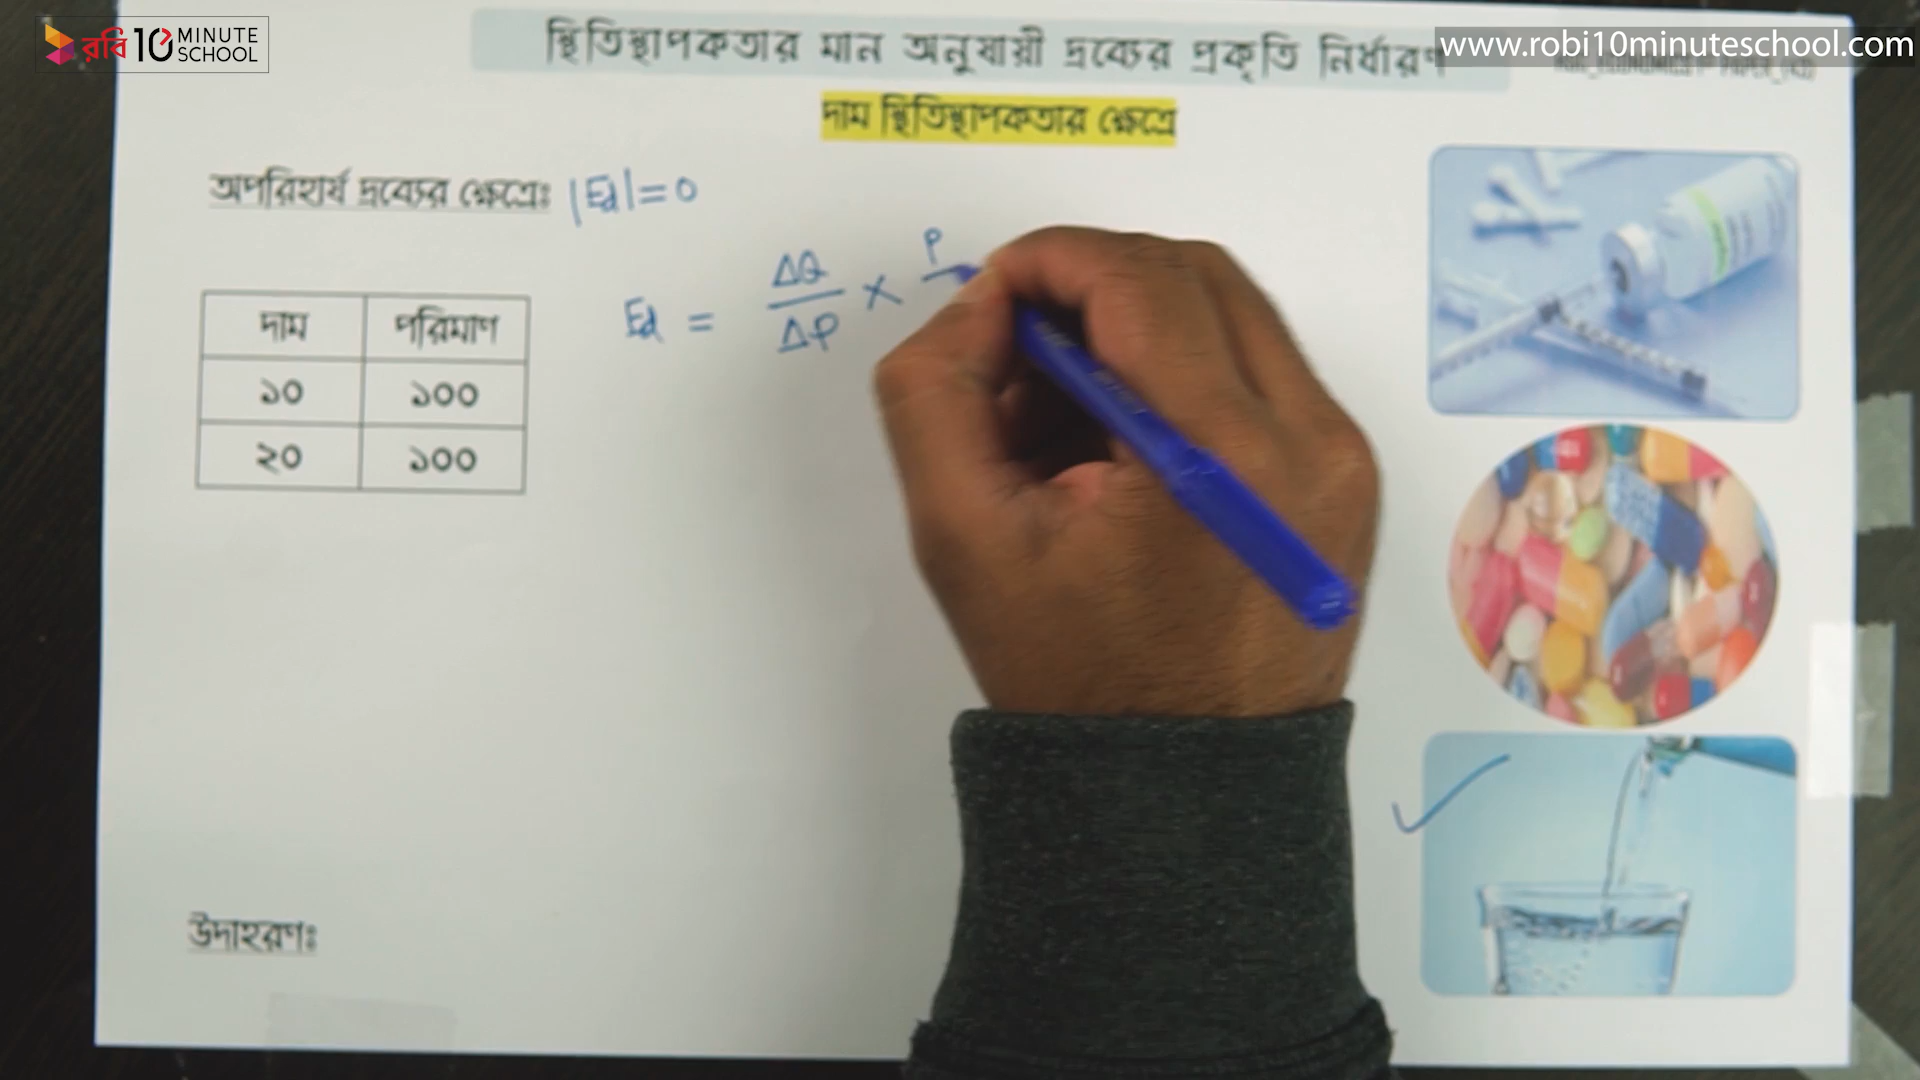 রবি 10 MINUTE SCHOOL
www.robi10minuteschool.com
স্থিতিস্থাপকতার মান অনুযায়ী দ্রব্যের প্রকৃতি নির্ধারণ
দাম স্থিতিস্থাপকতার ক্ষেত্রে
অপরিহার্য দ্রব্যের ক্ষেত্রেঃ |Ed| = 0
Ed = ΔQ/ΔP × P
দাম পরিমাণ
১০ ১০০
২০ ১০০
উদাহরণঃ